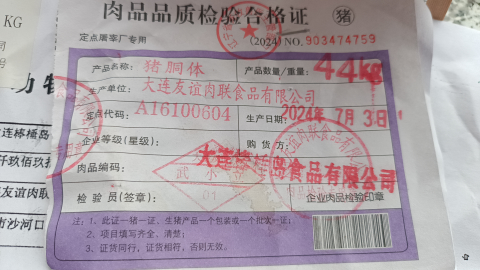 肉品品质检验合格证 猪
定点屠宰厂专用 (2024) NO. 903474759
产品名称: 猪胴体 产品数量/重量: 44kg
生产单位: 大连友谊肉联食品有限公司
定点代码: A16100604 生产日期: 2024年7月3日
企业等级(星级): 购货方:
肉品编码: 大连棒棰岛食品有限公司
检验员(签章): 企业肉品检验印章
注: 1、此证一猪一证,生猪产品一个包装或一个批次一证;
2、项目填写齐全、清楚;
3、证货同行,证货相符,否则无效。
KG
司
号
连棒棰岛
仟玖佰玖
友谊肉联
市沙河口